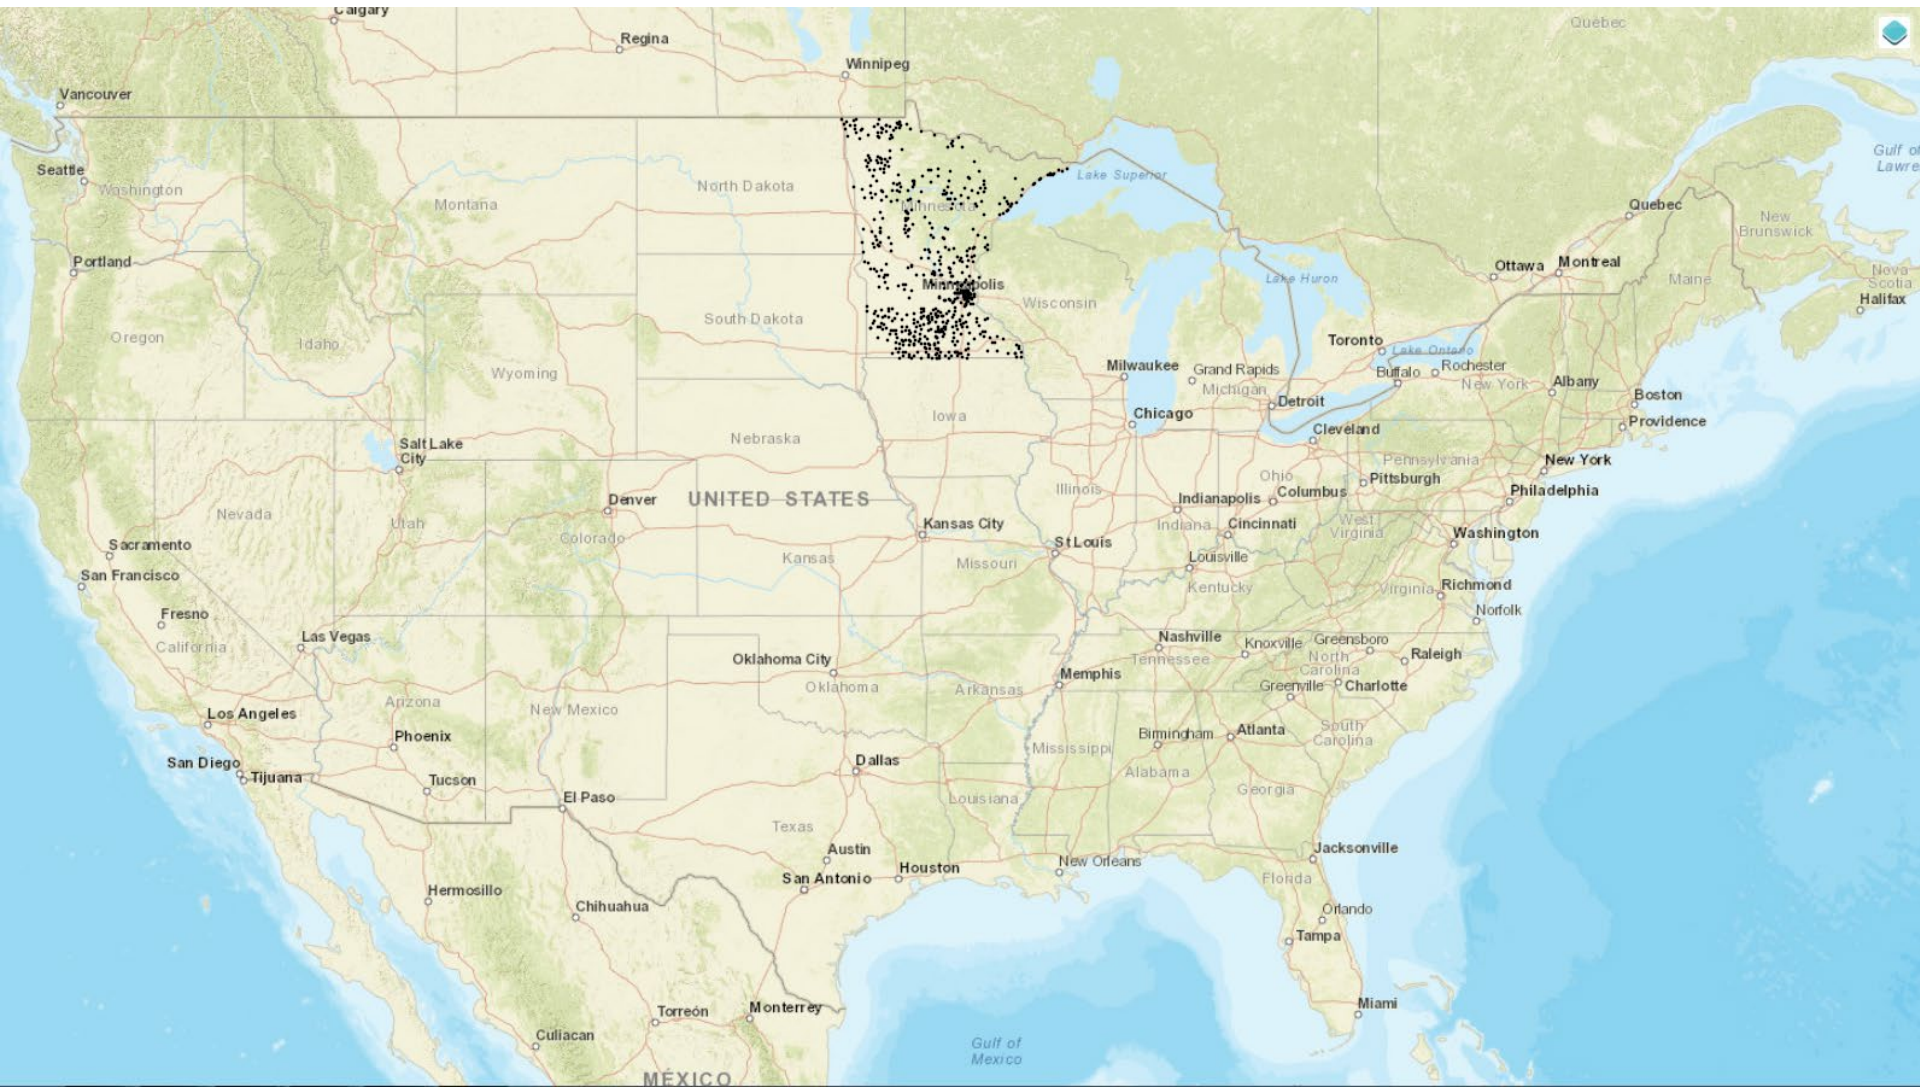 Calgary
Québec
Regina
Winnipeg
Vancouver
Gulf of
Lawre
Seattle
Washington
North Dakota
Lake Superior
Montana
Minnesota
Quebec
New
Brunswick
Portland
Ottawa
Montreal
Nova
Scotia
Lake Huron
Maine
Minneapolis
Wisconsin
Halifax
South Dakota
Oregon
Idaho
Toronto
Lake Ontario
Wyoming
Milwaukee
Grand Rapids
Michigan
Buffalo
Rochester
New York
Albany
Boston
Detroit
Providence
Chicago
Iowa
Cleveland
Salt Lake
City
Nebraska
Pennsylvania
New York
Illinois
Ohio
Pittsburgh
UNITED STATES
Denver
Indianapolis
Columbus
Philadelphia
Nevada
Utah
Colorado
Kansas City
Indiana
Cincinnati
West
Virginia
Washington
Sacramento
St Louis
Kansas
Missouri
Louisville
San Francisco
Kentucky
Virginia
Richmond
Fresno
Norfolk
California
Las Vegas
Nashville
Knoxville
Greensboro
Oklahoma City
Tennessee
North
Carolina
Raleigh
Memphis
Oklahoma
Arkansas
Greenville
Charlotte
Arizona
New Mexico
Los Angeles
Phoenix
Mississippi
Birmingham
Atlanta
South
Carolina
San Diego
Tijuana
Tucson
Dallas
Alabama
Georgia
El Paso
Louisiana
Texas
Austin
Jacksonville
Houston
New Orleans
San Antonio
Florida
Hermosillo
Chihuahua
Orlando
Tampa
Torreón
Monterrey
Miami
Culiacan
Gulf of
Mexico
MÉXICO